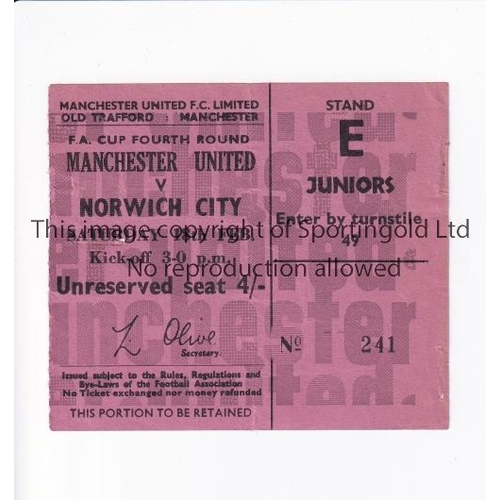 MANCHESTER UNITED F.C. LIMITED
OLD TRAFFORD : MANCHESTER
F.A. CUP FOURTH ROUND
MANCHESTER UNITED
V
NORWICH CITY
SATURDAY FEB.
Kick-off 3-0 p.m.
Unreserved seat 4/-
L. Olive
Secretary.
Issued subject to the Rules, Regulations and
Bye-Laws of the Football Association
No Ticket exchanged nor money refunded
THIS PORTION TO BE RETAINED
STAND
E
JUNIORS
Enter by turnstile
49
No 241
This image copyright of Sportingold Ltd
No reproduction allowed